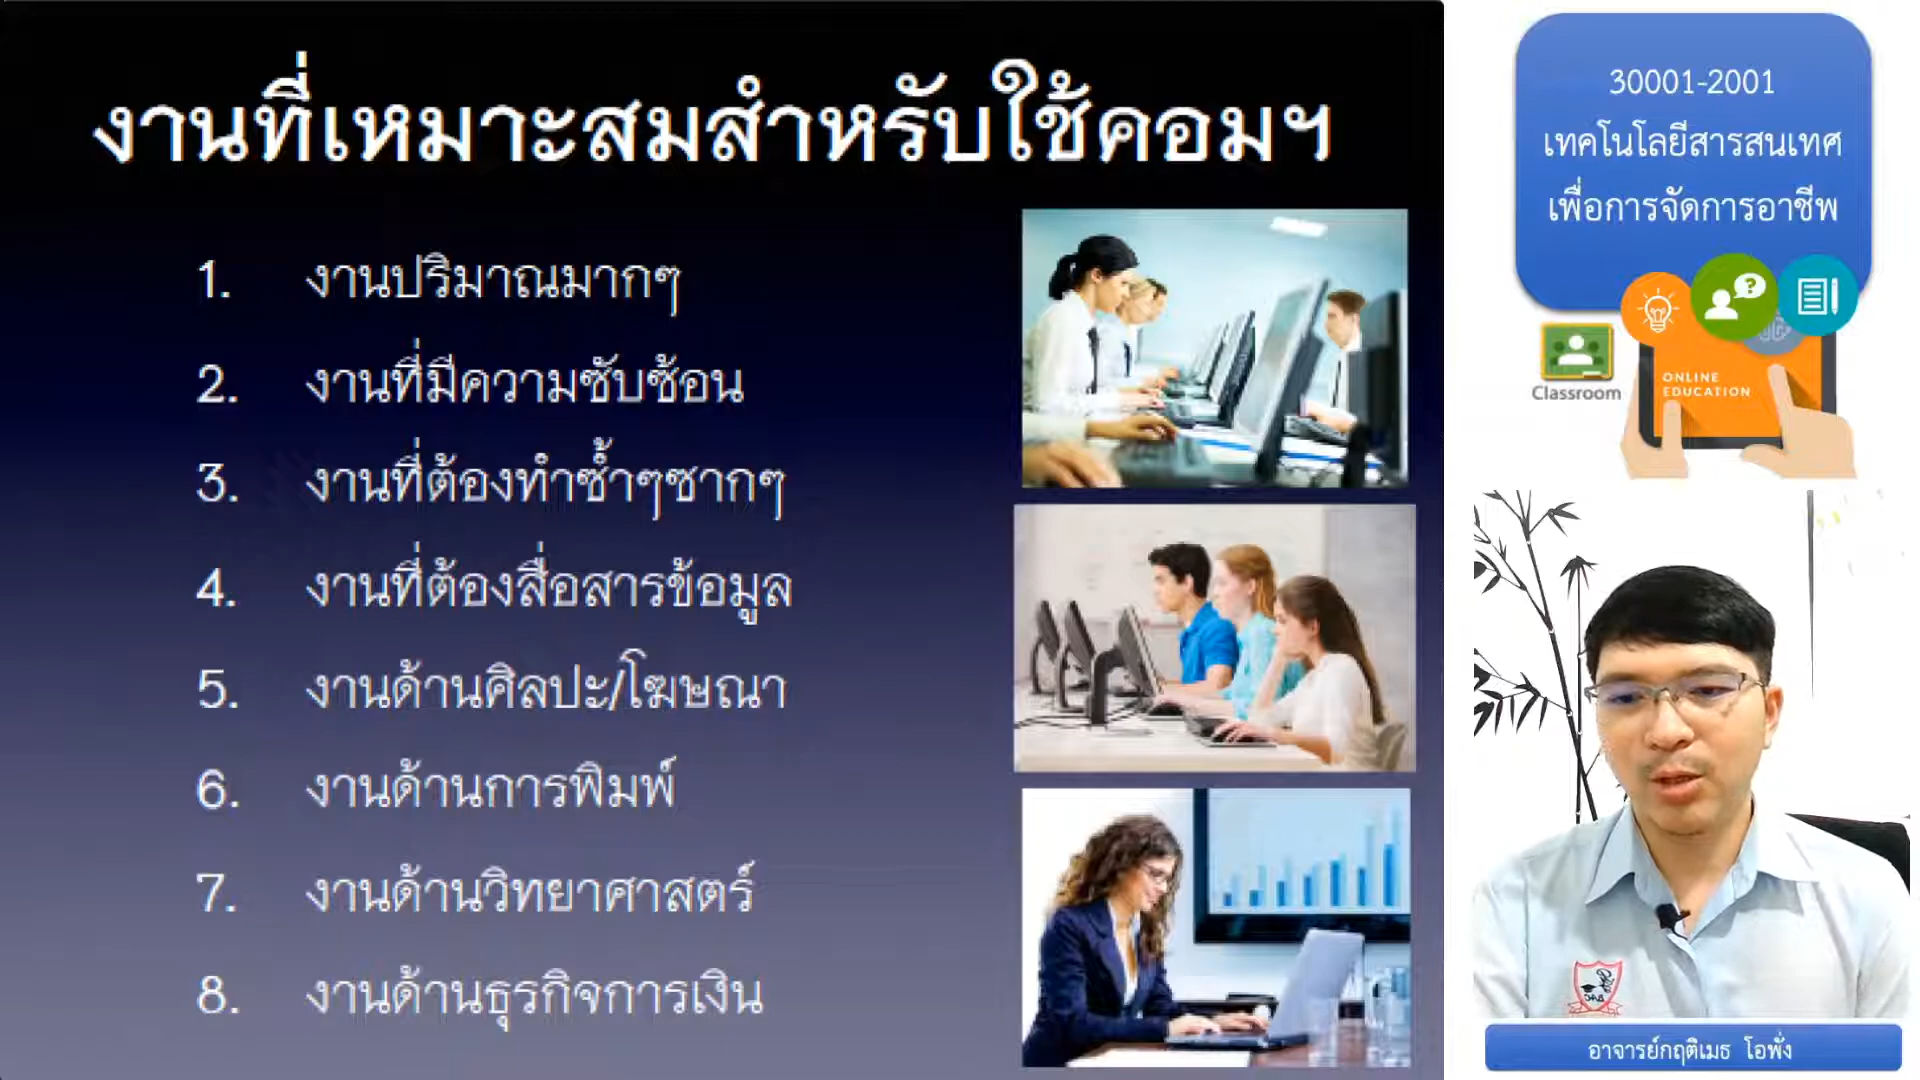 งานที่เหมาะสมสำหรับใช้คอมฯ
1. งานปริมาณมากๆ
2. งานที่มีความซับซ้อน
3. งานที่ต้องทำซ้ำๆซากๆ
4. งานที่ต้องสื่อสารข้อมูล
5. งานด้านศิลปะ/โฆษณา
6. งานด้านการพิมพ์
7. งานด้านวิทยาศาสตร์
8. งานด้านธุรกิจการเงิน
30001-2001
เทคโนโลยีสารสนเทศ
เพื่อการจัดการอาชีพ
Classroom
ONLINE
EDUCATION
อาจารย์กฤติเมธ โอพั่ง